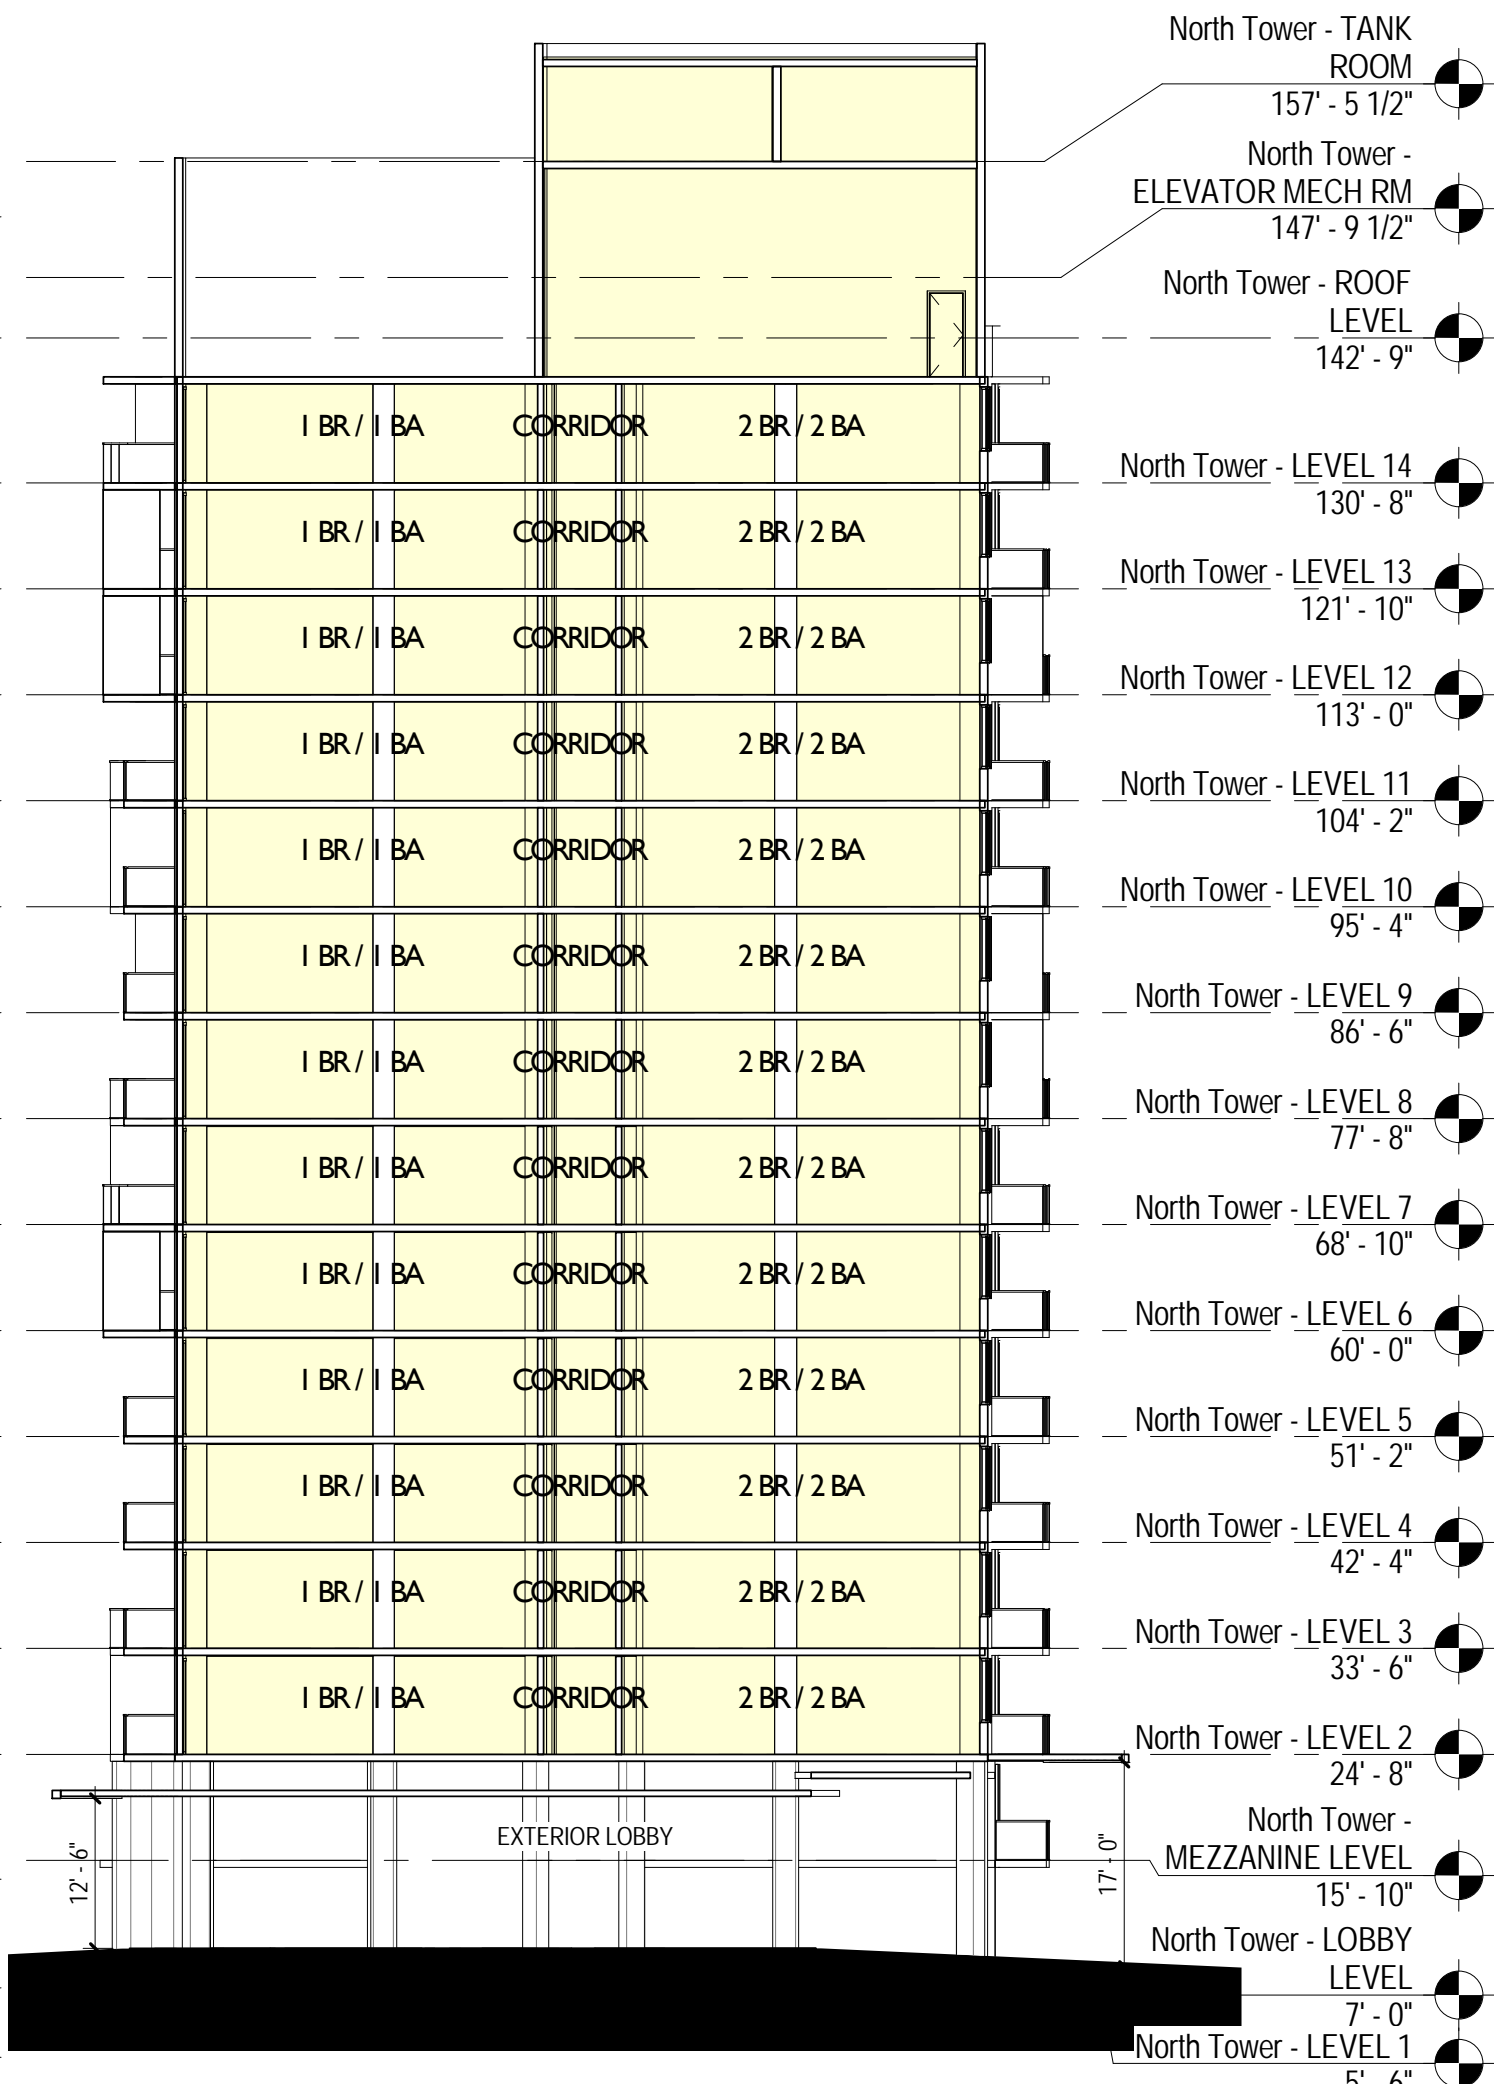 North Tower - TANK
ROOM
157' - 5 1/2"
North Tower -
ELEVATOR MECH RM
147' - 9 1/2"
North Tower - ROOF
LEVEL
142' - 9"
1 BR / 1 BA CORRIDOR 2 BR / 2 BA
North Tower - LEVEL 14
130' - 8"
1 BR / 1 BA CORRIDOR 2 BR / 2 BA
North Tower - LEVEL 13
121' - 10"
1 BR / 1 BA CORRIDOR 2 BR / 2 BA
North Tower - LEVEL 12
113' - 0"
1 BR / 1 BA CORRIDOR 2 BR / 2 BA
North Tower - LEVEL 11
104' - 2"
1 BR / 1 BA CORRIDOR 2 BR / 2 BA
North Tower - LEVEL 10
95' - 4"
1 BR / 1 BA CORRIDOR 2 BR / 2 BA
North Tower - LEVEL 9
86' - 6"
1 BR / 1 BA CORRIDOR 2 BR / 2 BA
North Tower - LEVEL 8
77' - 8"
1 BR / 1 BA CORRIDOR 2 BR / 2 BA
North Tower - LEVEL 7
68' - 10"
1 BR / 1 BA CORRIDOR 2 BR / 2 BA
North Tower - LEVEL 6
60' - 0"
1 BR / 1 BA CORRIDOR 2 BR / 2 BA
North Tower - LEVEL 5
51' - 2"
1 BR / 1 BA CORRIDOR 2 BR / 2 BA
North Tower - LEVEL 4
42' - 4"
1 BR / 1 BA CORRIDOR 2 BR / 2 BA
North Tower - LEVEL 3
33' - 6"
1 BR / 1 BA CORRIDOR 2 BR / 2 BA
North Tower - LEVEL 2
24' - 8"
EXTERIOR LOBBY
12' - 6"
17' - 0"
North Tower -
MEZZANINE LEVEL
15' - 10"
North Tower - LOBBY
LEVEL
7' - 0"
North Tower - LEVEL 1
5' - 6"